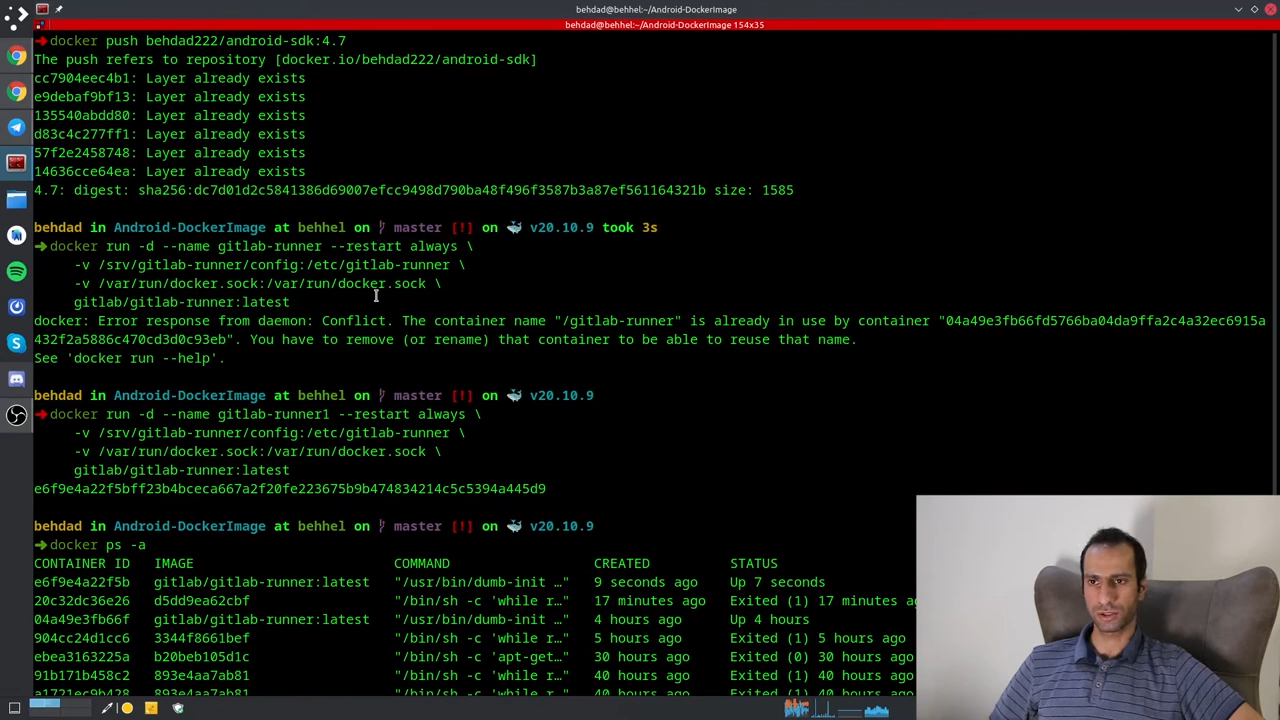 behdad@behhel:~/Android-DockerImage
behdad@behhel:~/Android-DockerImage 154x35
➜docker push behdad222/android-sdk:4.7
The push refers to repository [docker.io/behdad222/android-sdk]
cc7904eec4b1: Layer already exists
e9debaf9bf13: Layer already exists
135540abdd80: Layer already exists
d83c4c277ff1: Layer already exists
57f2e2458748: Layer already exists
14636cce64ea: Layer already exists
4.7: digest: sha256:dc7d01d2c5841386d69007efcc9498d790ba48f496f3587b3a87ef561164321b size: 1585
behdad in Android-DockerImage at behhel on master [!] on 🐳 v20.10.9 took 3s
➜docker run -d --name gitlab-runner --restart always \
-v /srv/gitlab-runner/config:/etc/gitlab-runner \
-v /var/run/docker.sock:/var/run/docker.sock \
gitlab/gitlab-runner:latest
docker: Error response from daemon: Conflict. The container name "/gitlab-runner" is already in use by container "04a49e3fb66fd5766ba04da9ffa2c4a32ec6915a
432f2a5886c470cd3d0c93eb". You have to remove (or rename) that container to be able to reuse that name.
See 'docker run --help'.
behdad in Android-DockerImage at behhel on master [!] on 🐳 v20.10.9
➜docker run -d --name gitlab-runner1 --restart always \
-v /srv/gitlab-runner/config:/etc/gitlab-runner \
-v /var/run/docker.sock:/var/run/docker.sock \
gitlab/gitlab-runner:latest
e6f9e4a22f5bff23b4bceca667a2f20fe223675b9b474834214c5c5394a445d9
behdad in Android-DockerImage at behhel on master [!] on 🐳 v20.10.9
➜docker ps -a
CONTAINER ID IMAGE COMMAND CREATED STATUS
e6f9e4a22f5b gitlab/gitlab-runner:latest "/usr/bin/dumb-init …" 9 seconds ago Up 7 seconds
20c32dc36e26 d5dd9ea62cbf "/bin/sh -c 'while r…" 17 minutes ago Exited (1) 17 minutes
04a49e3fb66f gitlab/gitlab-runner:latest "/usr/bin/dumb-init …" 4 hours ago Up 4 hours
904cc24d1cc6 3344f8661bef "/bin/sh -c 'while r…" 5 hours ago Exited (1) 5 hours ago
ebea3163225a b20beb105d1c "/bin/sh -c 'apt-get…" 30 hours ago Exited (0) 30 hours ago
91b171b458c2 893e4aa7ab81 "/bin/sh -c 'while r…" 40 hours ago Exited (1) 40 hours ago
a1721ec9b428 893e4aa7ab81 "/bin/sh -c 'while r…" 40 hours ago Exited (1) 40 hours ago